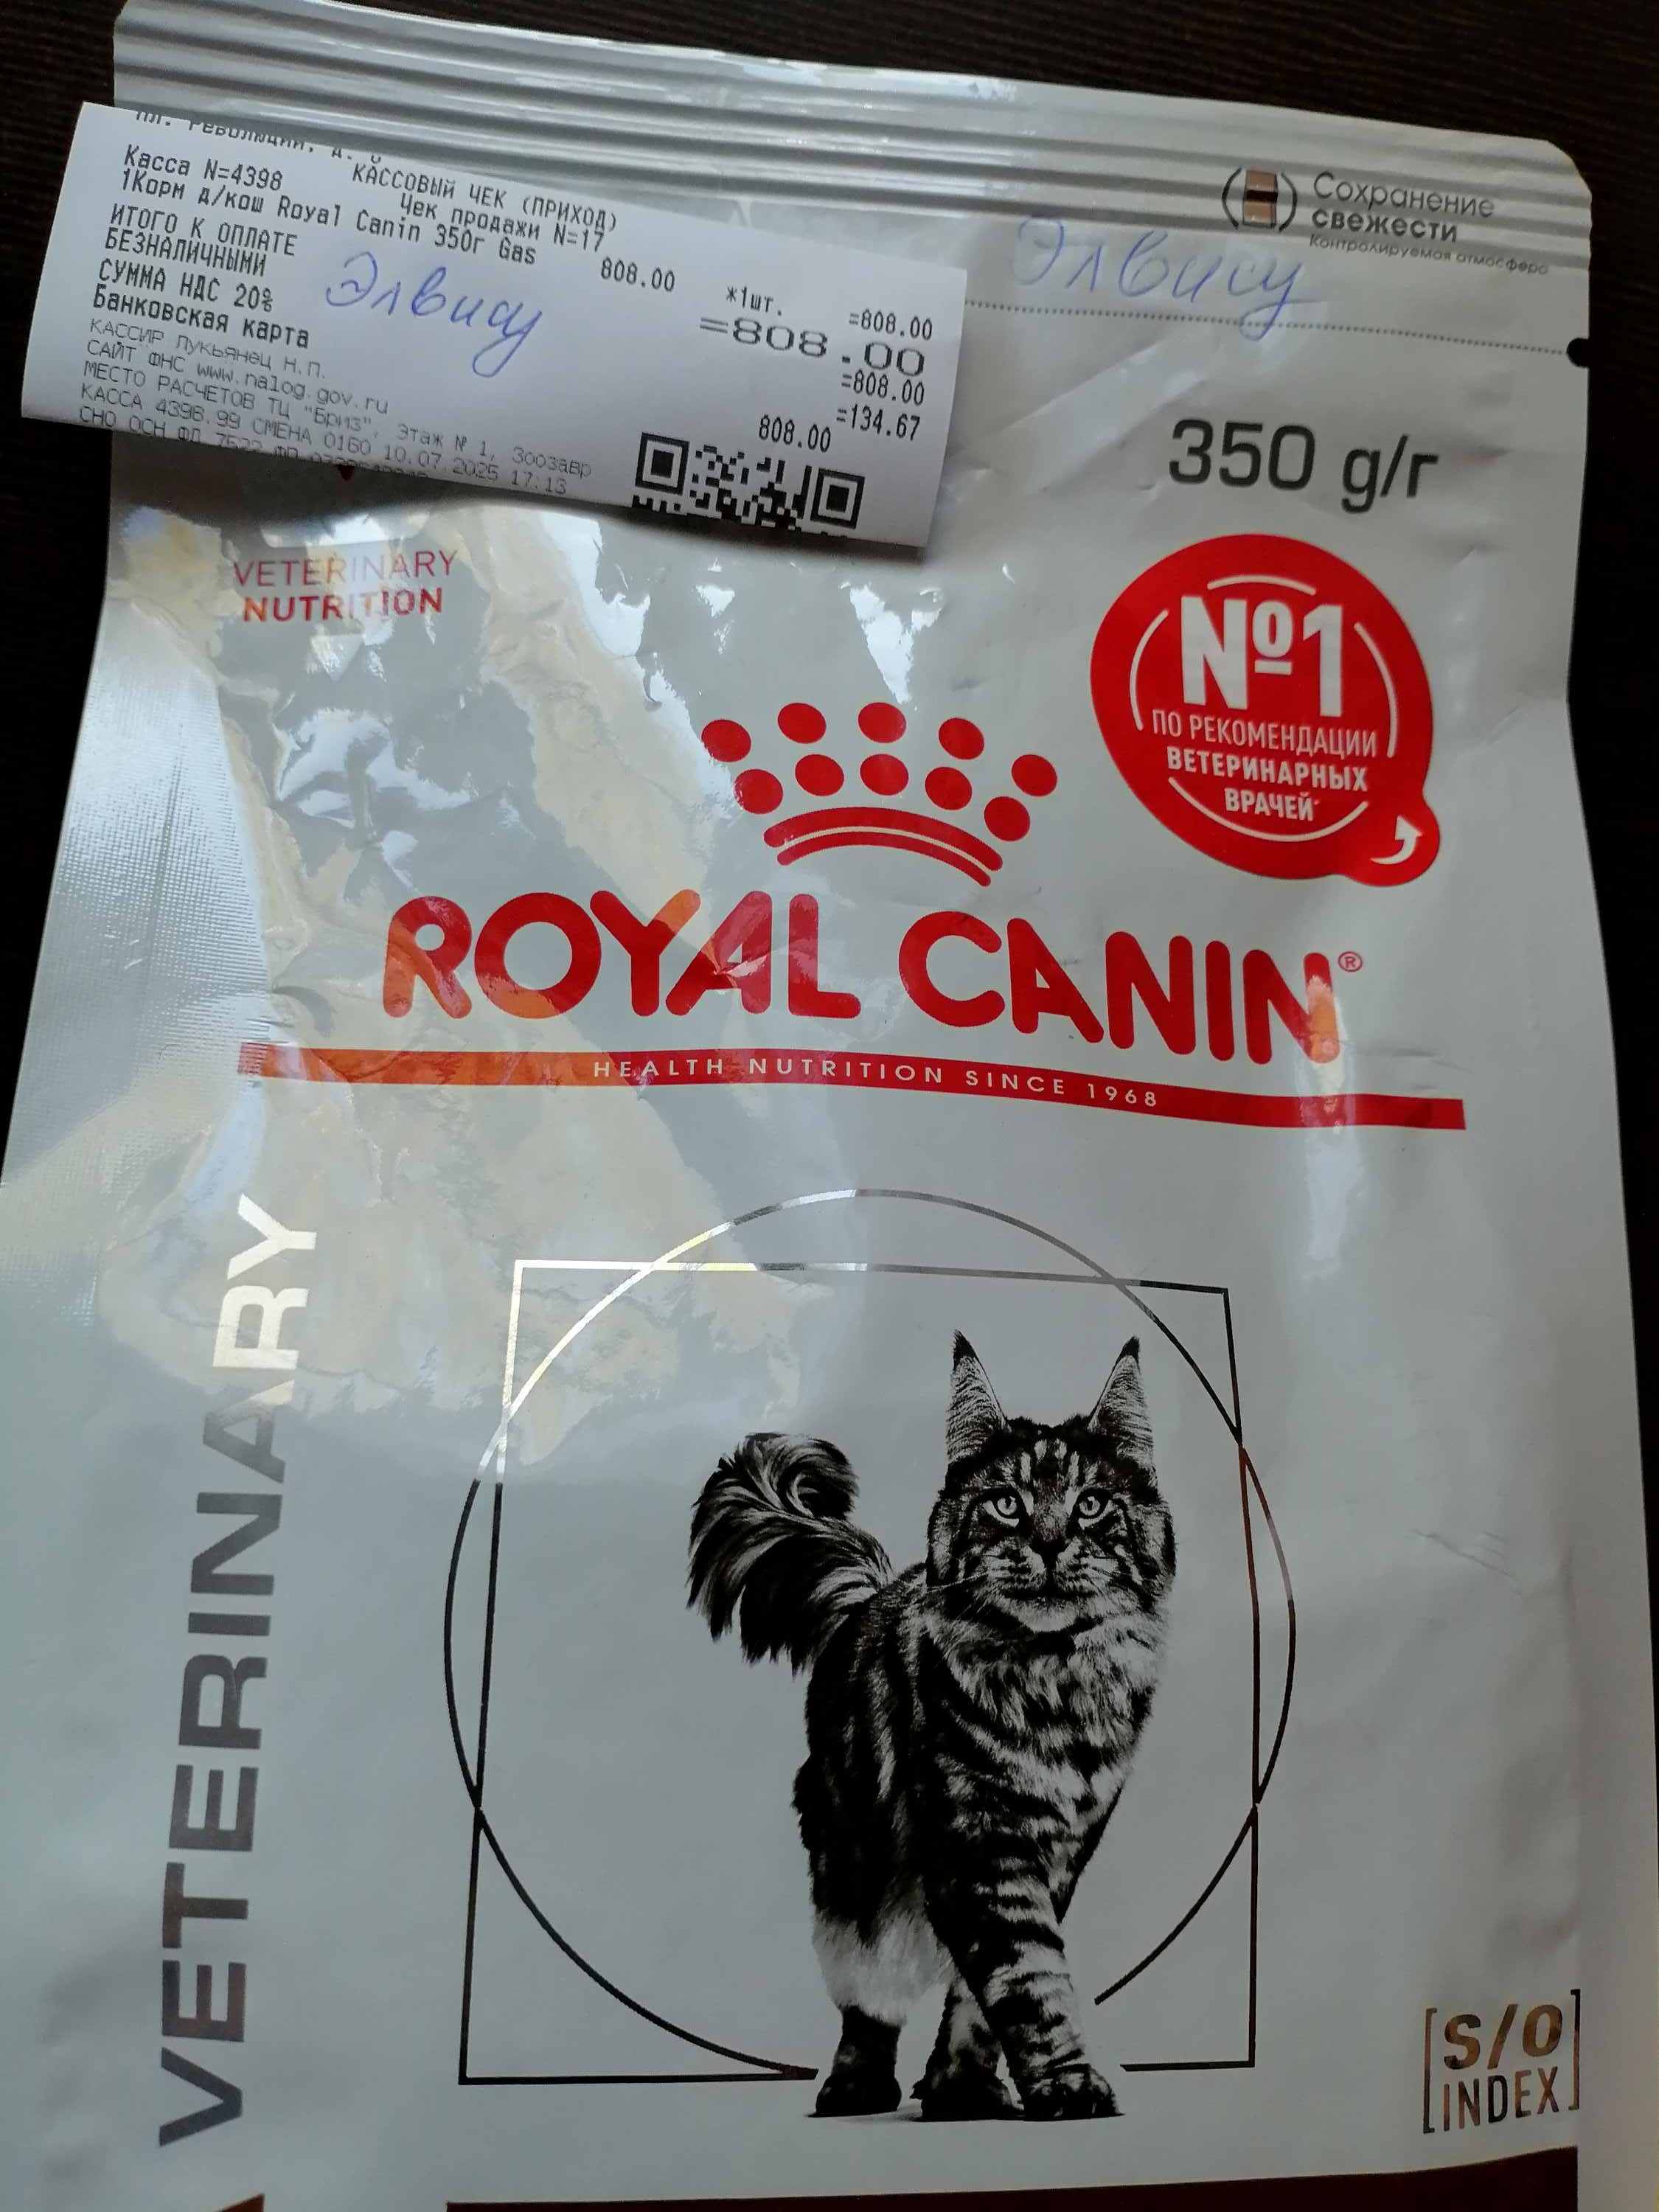 КАССОВЫЙ ЧЕК (ПРИХОД)
Касса N=4398 Чек продажи N=17
1Корм д/кош Royal Canin 350г Gas
808.00 *1шт. =808.00
ИТОГО К ОПЛАТЕ =808.00
БЕЗНАЛИЧНЫМИ =808.00
СУММА НДС 20% =134.67
Банковская карта 808.00
Элвису
КАССИР Лукьянец Н.П.
САЙТ ФНС www.nalog.gov.ru
МЕСТО РАСЧЕТОВ ТЦ "Бриз", Этаж № 1, Зоозавр
КАССА 4398.99 СМЕНА 0160 10.07.2025 17:13
СНО ОСН ФД 7522
Сохранение
свежести
Контролируемая атмосфера
Элвису
350 g/г
VETERINARY
NUTRITION
№1
ПО РЕКОМЕНДАЦИИ
ВЕТЕРИНАРНЫХ
ВРАЧЕЙ*
ROYAL CANIN®
HEALTH NUTRITION SINCE 1968
VETERINARY
[S/O
INDEX]